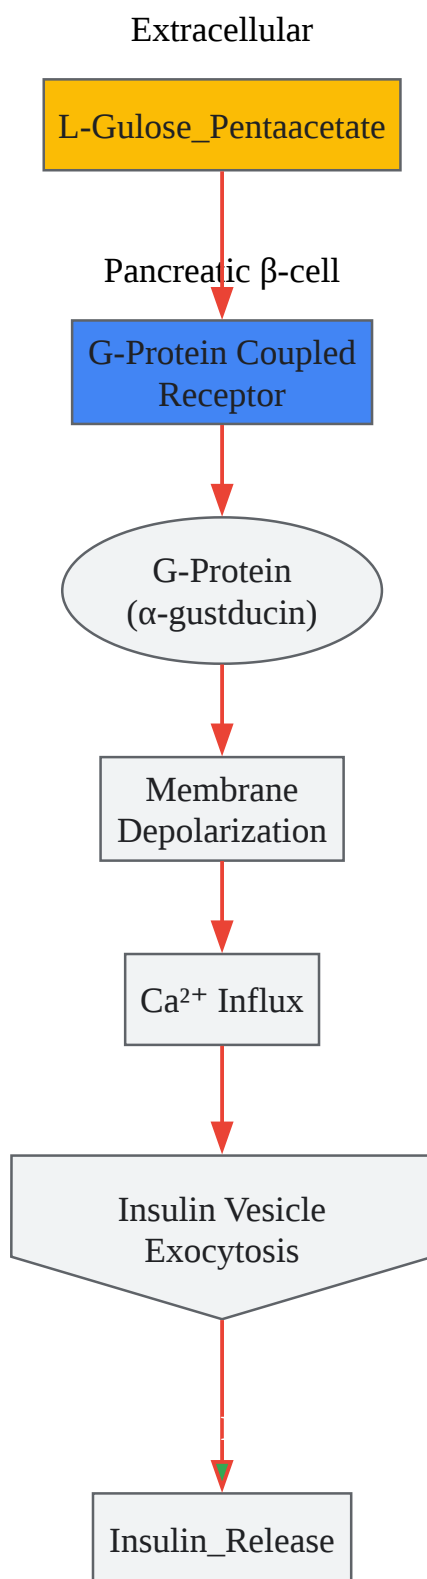 Extracellular
L-Gulose_Pentaacetate
Pancreatic β-cell
G-Protein Coupled
Receptor
G-Protein
(α-gustducin)
Membrane
Depolarization
Ca²⁺ Influx
Insulin Vesicle
Exocytosis
Insulin_Release